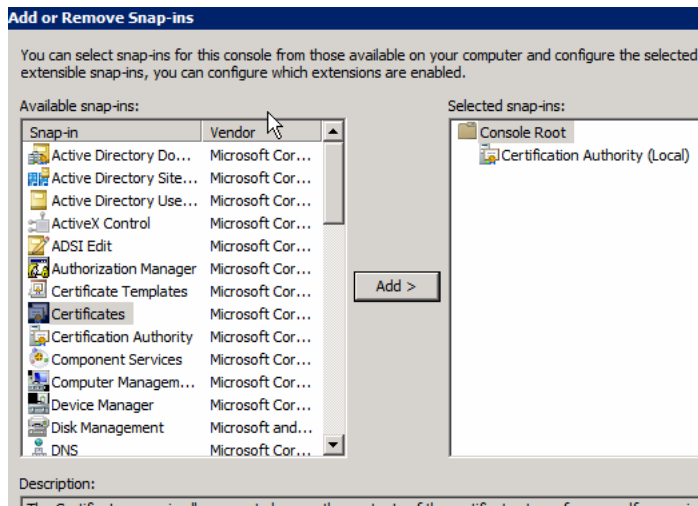 Add or Remove Snap-ins
You can select snap-ins for this console from those available on your computer and configure the selected
extensible snap-ins, you can configure which extensions are enabled.
Available snap-ins:
Selected snap-ins:
Snap-in Vendor
Active Directory Do... Microsoft Cor...
Active Directory Site... Microsoft Cor...
Active Directory Use... Microsoft Cor...
ActiveX Control Microsoft Cor...
ADSI Edit Microsoft Cor...
Authorization Manager Microsoft Cor...
Certificate Templates Microsoft Cor...
Certificates Microsoft Cor...
Certification Authority Microsoft Cor...
Component Services Microsoft Cor...
Computer Managem... Microsoft Cor...
Device Manager Microsoft Cor...
Disk Management Microsoft and...
DNS Microsoft Cor...
Add >
Console Root
Certification Authority (Local)
Description: